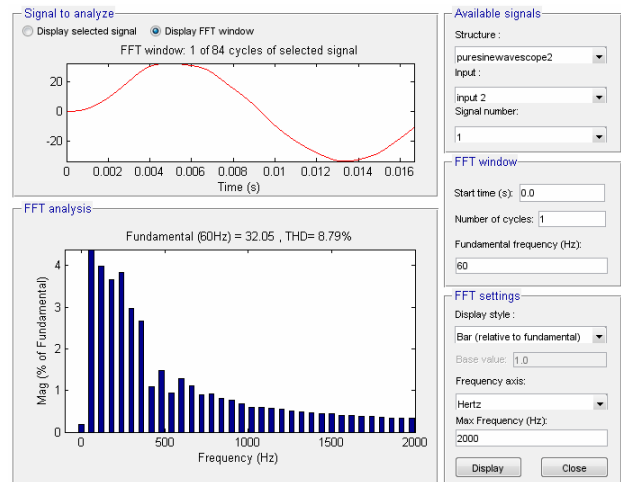 Signal to analyze
Display selected signal Display FFT window
FFT window: 1 of 84 cycles of selected signal
20
0
-20
0 0.002 0.004 0.006 0.008 0.01 0.012 0.014 0.016
Time (s)
FFT analysis
Fundamental (60Hz) = 32.05 , THD= 8.79%
Mag (% of Fundamental)
4
3
2
1
0
0 500 1000 1500 2000
Frequency (Hz)
Available signals
Structure :
puresinewavescope2
Input :
input 2
Signal number:
1
FFT window
Start time (s): 0.0
Number of cycles: 1
Fundamental frequency (Hz):
60
FFT settings
Display style :
Bar (relative to fundamental)
Base value: 1.0
Frequency axis:
Hertz
Max Frequency (Hz):
2000
Display Close